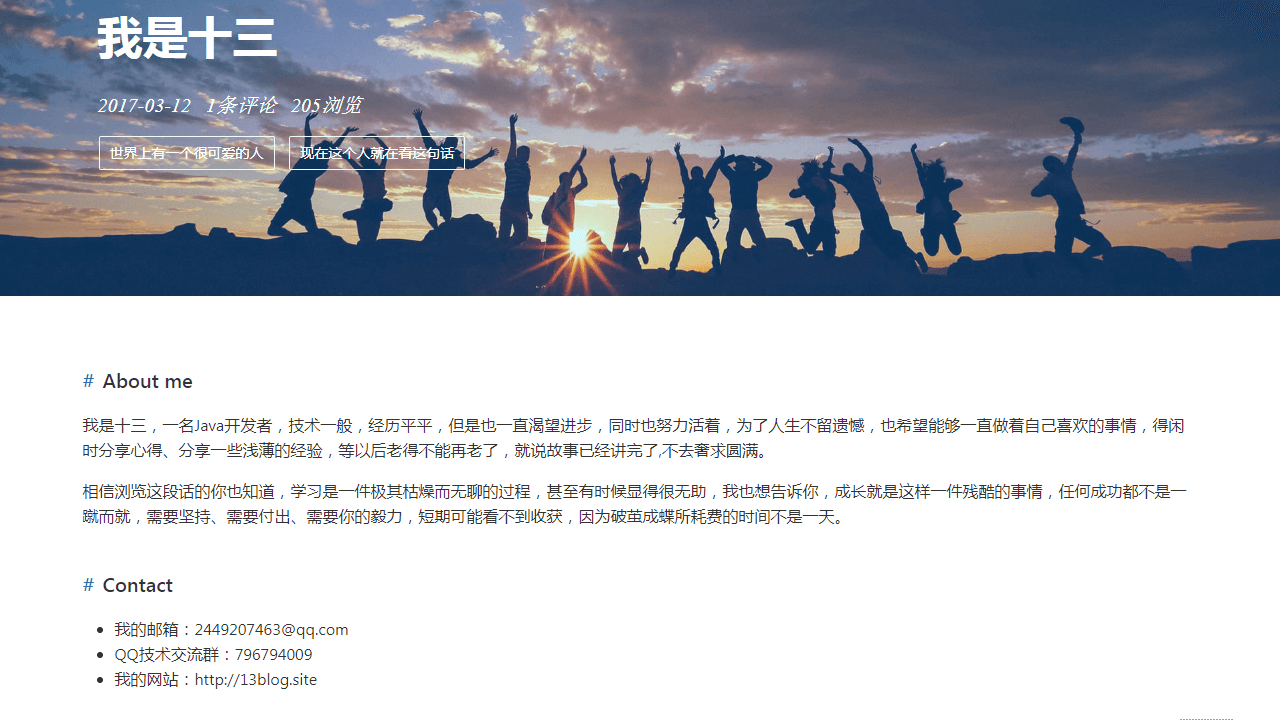 我是十三
2017-03-12 1条评论 205浏览
世界上有一个很可爱的人 现在这个人就在看这句话
# About me
我是十三，一名Java开发者，技术一般，经历平平，但是也一直渴望进步，同时也努力活着，为了人生不留遗憾，也希望能够一直做着自己喜欢的事情，得闲
时分享心得、分享一些浅薄的经验，等以后老得不能再老了，就说故事已经讲完了,不去奢求圆满。
相信浏览这段话的你也知道，学习是一件极其枯燥而无聊的过程，甚至有时候显得很无助，我也想告诉你，成长就是这样一件残酷的事情，任何成功都不是一
蹴而就，需要坚持、需要付出、需要你的毅力，短期可能看不到收获，因为破茧成蝶所耗费的时间不是一天。
# Contact
• 我的邮箱：2449207463@qq.com
• QQ技术交流群：796794009
• 我的网站：http://13blog.site